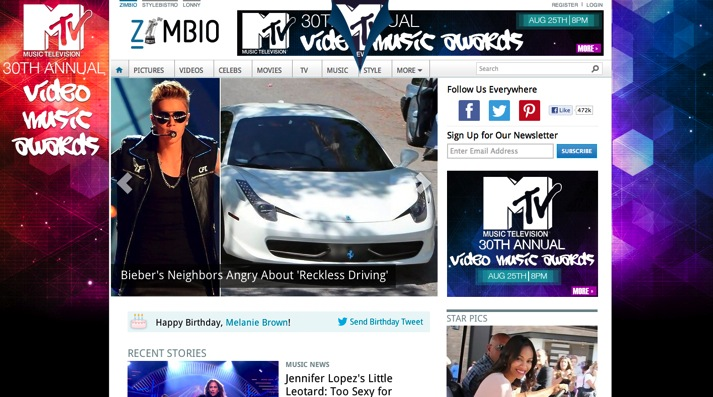 MTV
MUSIC TELEVISION
30TH ANNUAL
VIDEO
MUSIC
AWARDS
ZIMBIO
STYLEBISTRO
LONNY
REGISTER
LOGIN
ZIMBIO
MTV
MUSIC TELEVISION
30TH ANNUAL
VIDEO MUSIC AWARDS
AUG 25TH | 8PM
MORE
MTV
PICTURES
VIDEOS
CELEBS
MOVIES
TV
MUSIC
STYLE
MORE
Search
Bieber's Neighbors Angry About 'Reckless Driving'
Follow Us Everywhere
Like
472k
Sign Up for Our Newsletter
Enter Email Address
SUBSCRIBE
MTV
MUSIC TELEVISION
30TH ANNUAL
VIDEO MUSIC AWARDS
AUG 25TH | 8PM
MORE
Happy Birthday, Melanie Brown!
Send Birthday Tweet
RECENT STORIES
MUSIC NEWS
Jennifer Lopez's Little
Leotard: Too Sexy for
STAR PICS